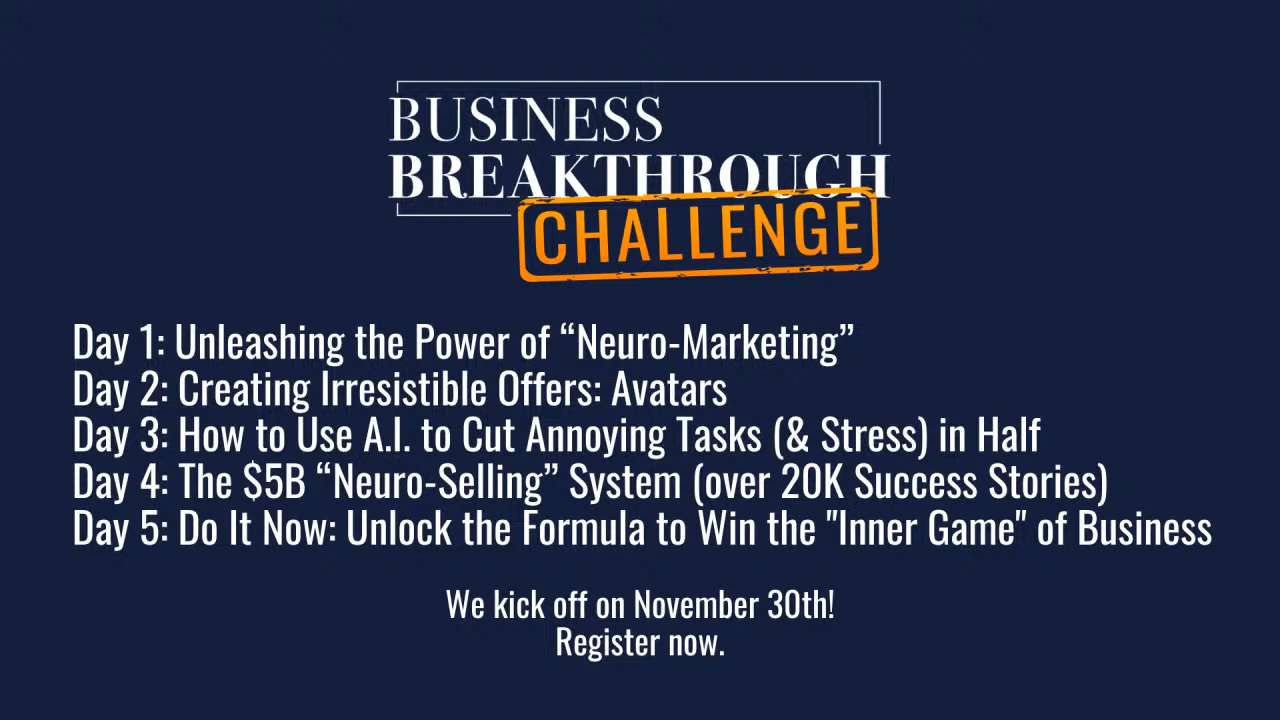 BUSINESS
BREAKTHROUGH
CHALLENGE
Day 1: Unleashing the Power of “Neuro-Marketing”
Day 2: Creating Irresistible Offers: Avatars
Day 3: How to Use A.I. to Cut Annoying Tasks (& Stress) in Half
Day 4: The $5B “Neuro-Selling” System (over 20K Success Stories)
Day 5: Do It Now: Unlock the Formula to Win the "Inner Game" of Business
We kick off on November 30th!
Register now.